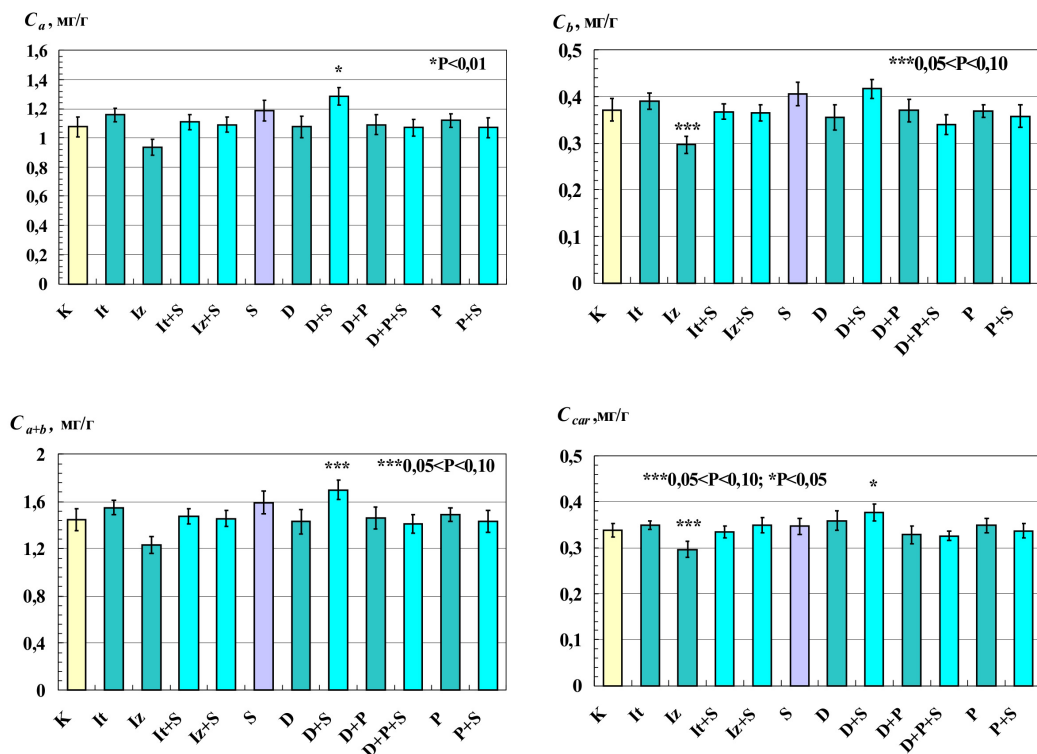 C a , мг/г
*P<0,01
*
1,6
1,4
1,2
1
0,8
0,6
0,4
0,2
0
K It Iz It+S Iz+S S D D+S D+P D+P+S P P+S
C b , мг/г
***0,05<P<0,10
***
0,5
0,4
0,3
0,2
0,1
0
K It Iz It+S Iz+S S D D+S D+P D+P+S P P+S
C a+b , мг/г
***0,05<P<0,10
***
2
1,6
1,2
0,8
0,4
0
K It Iz It+S Iz+S S D D+S D+P D+P+S P P+S
C car ,мг/г
***0,05<P<0,10; *P<0,05
*** *
0,5
0,4
0,3
0,2
0,1
0
K It Iz It+S Iz+S S D D+S D+P D+P+S P P+S